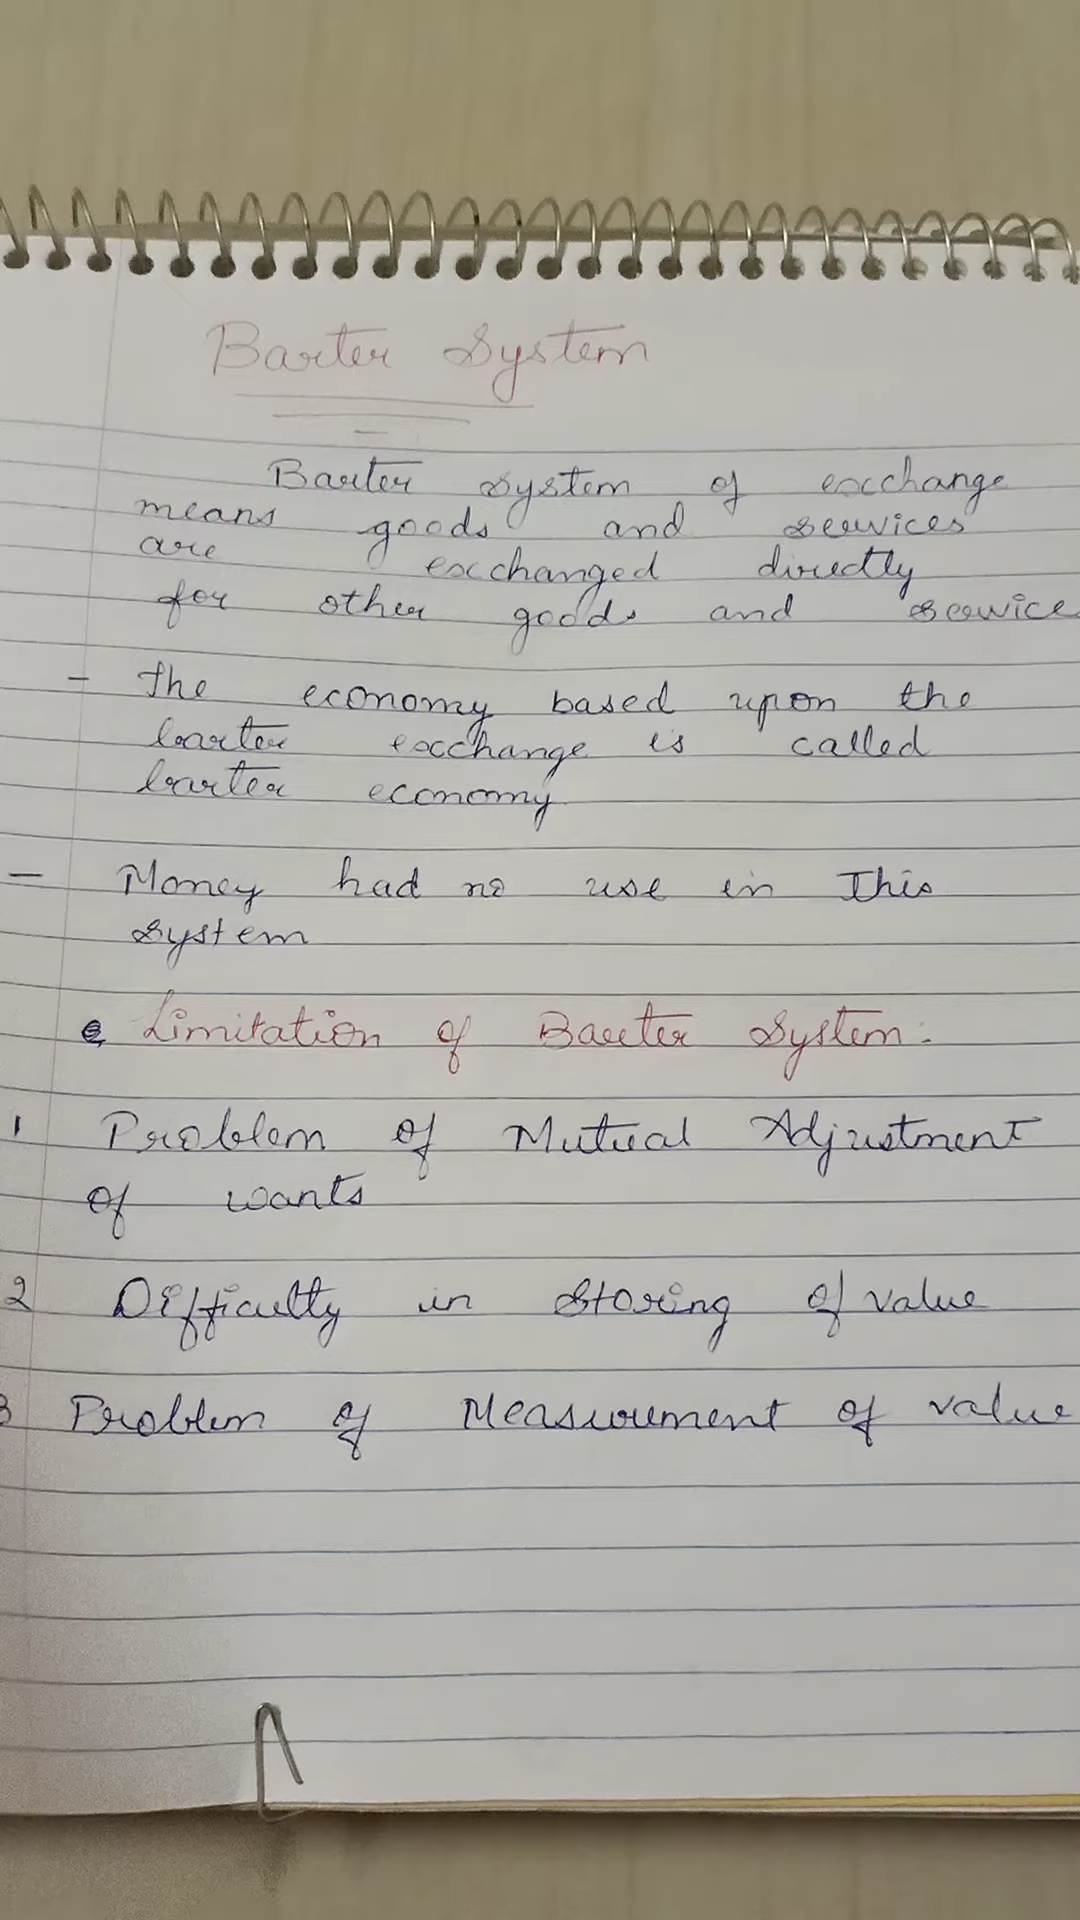 Barter System
Barter system of exchange
means goods and services
are exchanged directly
for other goods and service
- The economy based upon the
barter exchange is called
barter economy
- Money had no use in This
system
Limitation of Barter System.
1 Problem of Mutual Adjustment
of wants
2 Difficulty in Storing of value
3 Problem of Measurement of value